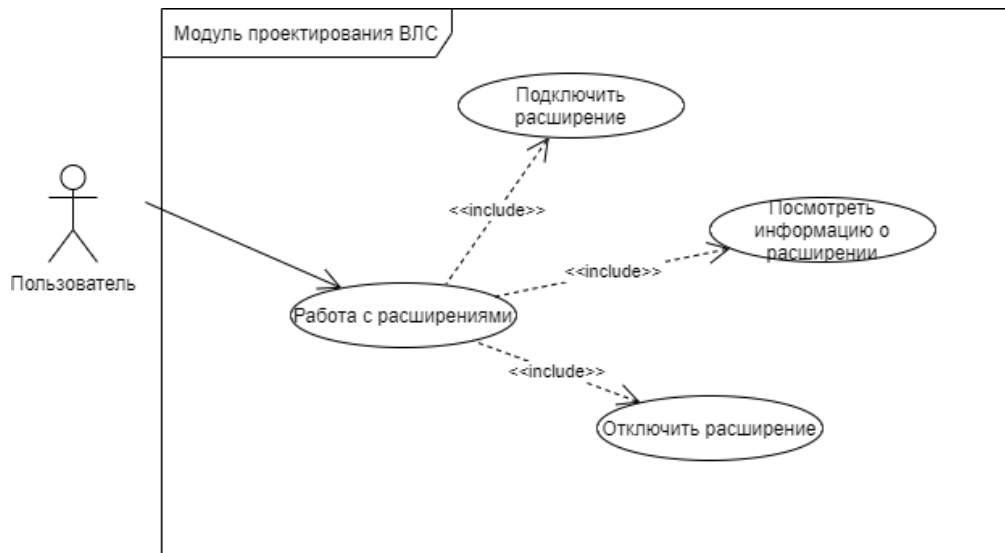 Модуль проектирования ВЛС
Подключить
расширение
<<include>>
Посмотреть
информацию о
расширении
<<include>>
Пользователь
Работа с расширениями
<<include>>
Отключить расширение